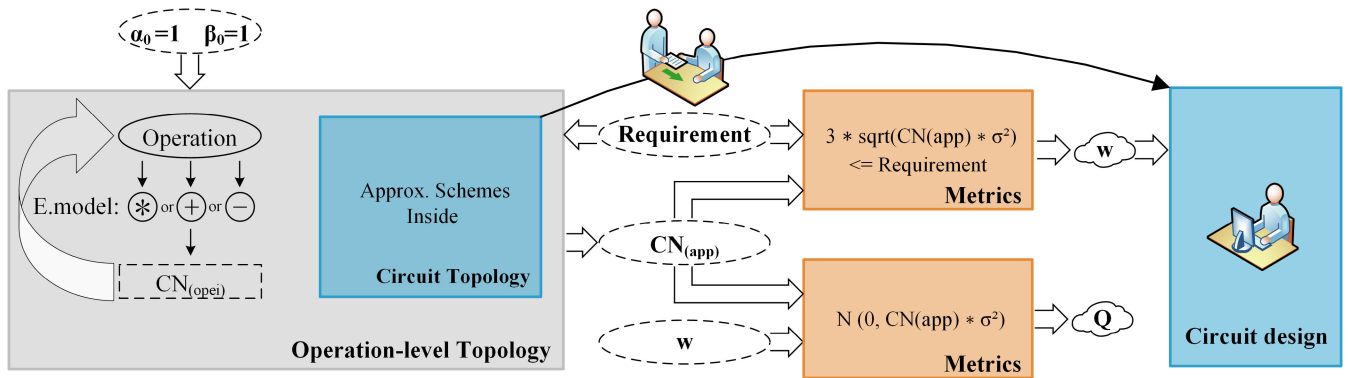 α₀=1 β₀=1
Operation
E.model: * or + or −
CN(opei)
Approx. Schemes
Inside
Circuit Topology
Operation-level Topology
Requirement
CN(app)
w
3 * sqrt(CN(app) * σ²)
<= Requirement
Metrics
N (0, CN(app) * σ²)
Metrics
w
Q
Circuit design